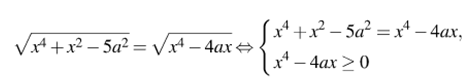 √(x⁴ + x² − 5a²) = √(x⁴ − 4ax) ⇔ { x⁴ + x² − 5a² = x⁴ − 4ax,
x⁴ − 4ax ≥ 0